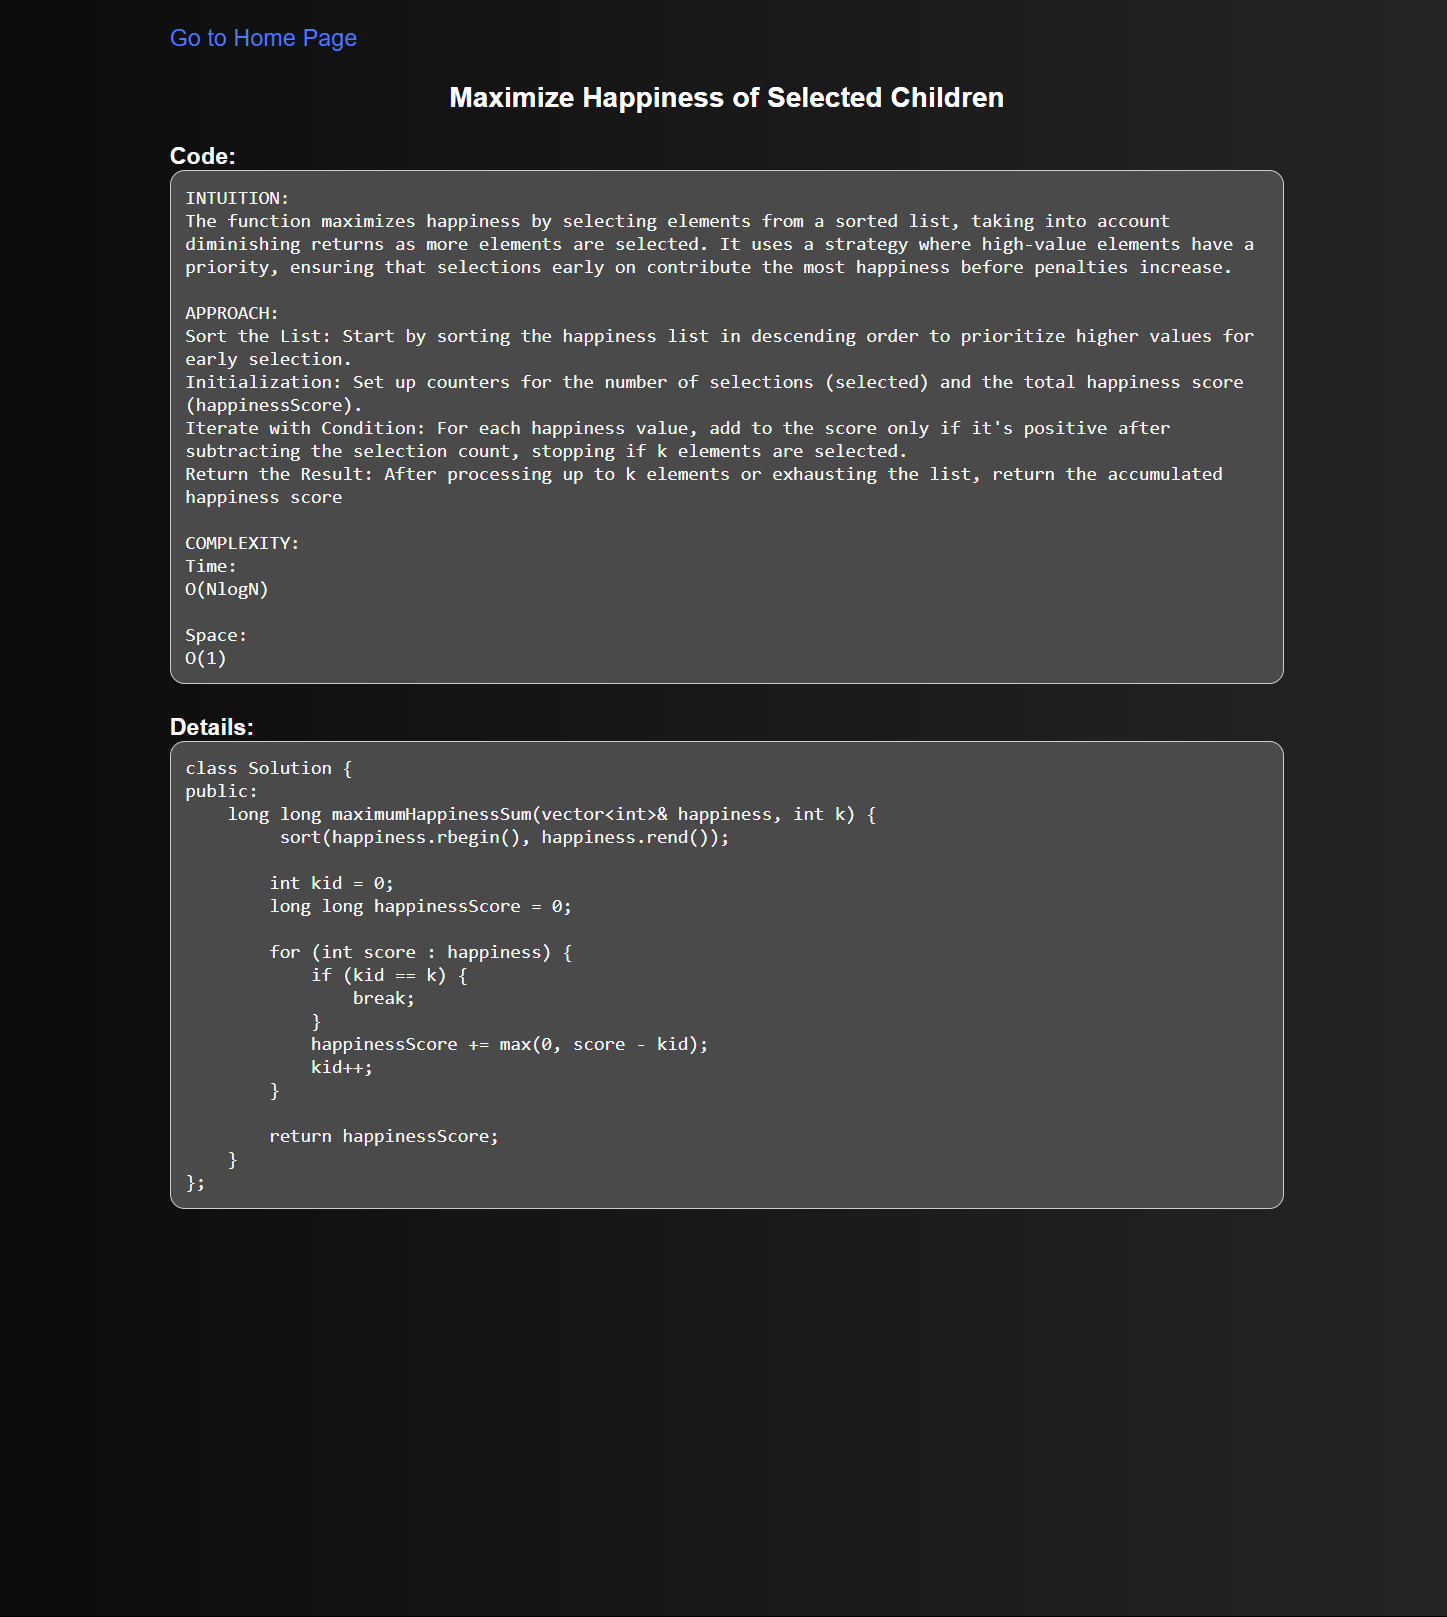 Go to Home Page
Maximize Happiness of Selected Children
Code:
INTUITION:
The function maximizes happiness by selecting elements from a sorted list, taking into account
diminishing returns as more elements are selected. It uses a strategy where high-value elements have a
priority, ensuring that selections early on contribute the most happiness before penalties increase.

APPROACH:
Sort the List: Start by sorting the happiness list in descending order to prioritize higher values for
early selection.
Initialization: Set up counters for the number of selections (selected) and the total happiness score
(happinessScore).
Iterate with Condition: For each happiness value, add to the score only if it's positive after
subtracting the selection count, stopping if k elements are selected.
Return the Result: After processing up to k elements or exhausting the list, return the accumulated
happiness score

COMPLEXITY:
Time:
O(NlogN)

Space:
O(1)
Details:
class Solution {
public:
    long long maximumHappinessSum(vector<int>& happiness, int k) {
         sort(happiness.rbegin(), happiness.rend());

        int kid = 0;
        long long happinessScore = 0;

        for (int score : happiness) {
            if (kid == k) {
                break;
            }
            happinessScore += max(0, score - kid);
            kid++;
        }

        return happinessScore;
    }
};